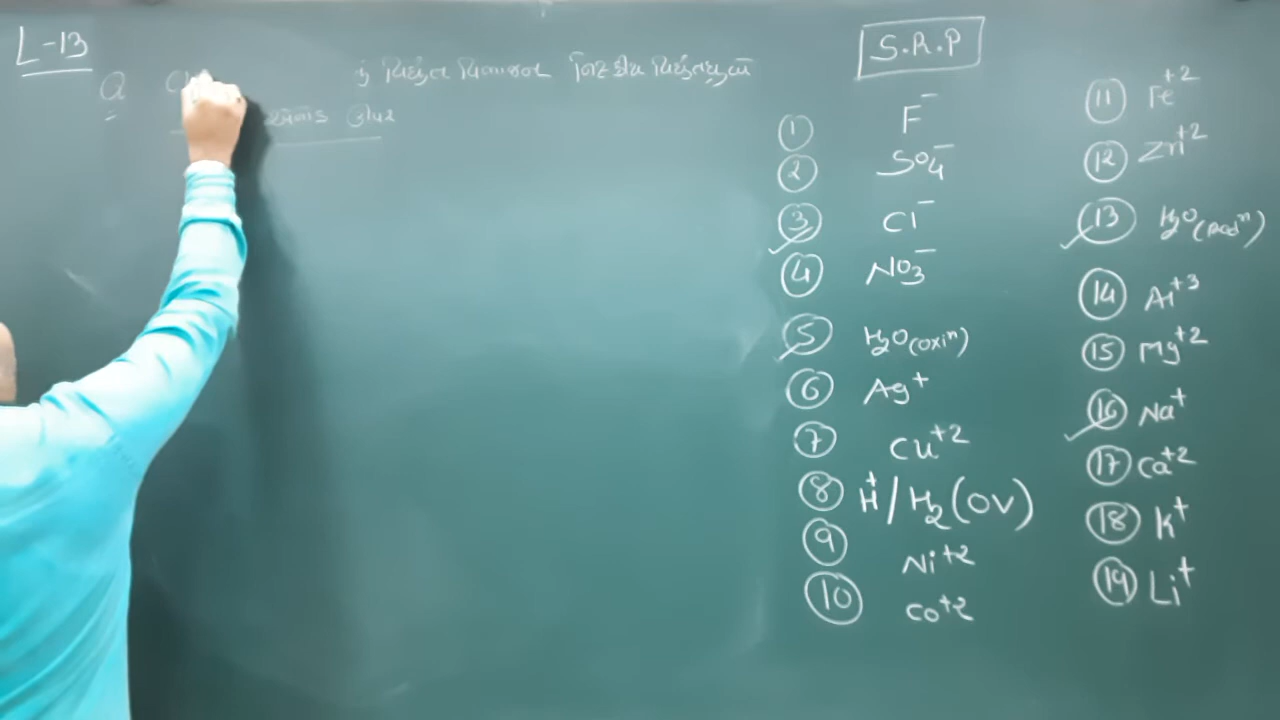 L-13
Q
નું વિદ્યુત વિભાજન
S.R.P
1 F⁻
2 SO₄⁻
3 Cl⁻
4 NO₃⁻
5 H₂O (oxiⁿ)
6 Ag⁺
7 Cu⁺²
8 H⁺/H₂ (OV)
9 Ni⁺²
10 Co⁺²
11 Fe⁺²
12 Zn⁺²
13 H₂O (Redⁿ)
14 Al⁺³
15 Mg⁺²
16 Na⁺
17 Ca⁺²
18 K⁺
19 Li⁺